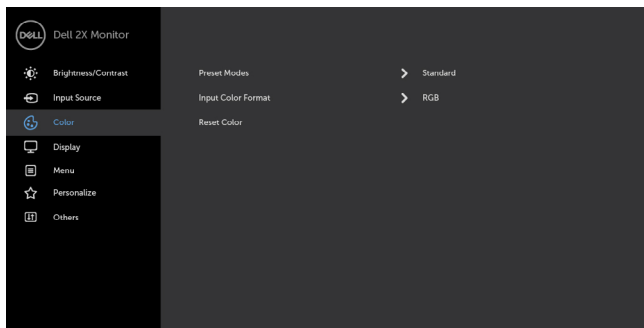 DELL Dell 2X Monitor
Brightness/Contrast Preset Modes Standard
Input Source Input Color Format RGB
Color Reset Color
Display
Menu
Personalize
Others